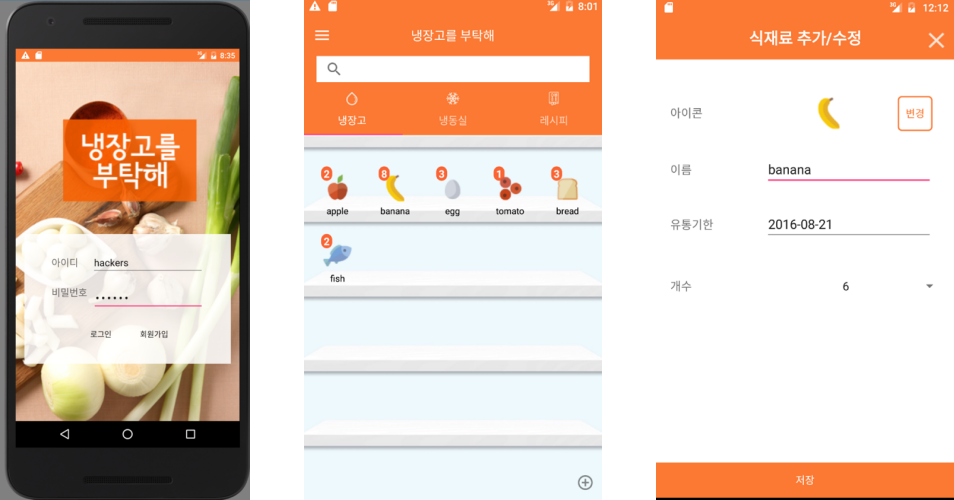 8:35
냉장고를
부탁해
아이디 hackers
비밀번호 ••••••
로그인 회원가입
3G 8:01
냉장고를 부탁해
냉장고 냉동실 레시피
2 8 3 1 3
apple banana egg tomato bread
2
fish
3G 12:12
식재료 추가/수정
아이콘 변경
이름 banana
유통기한 2016-08-21
개수 6
저장